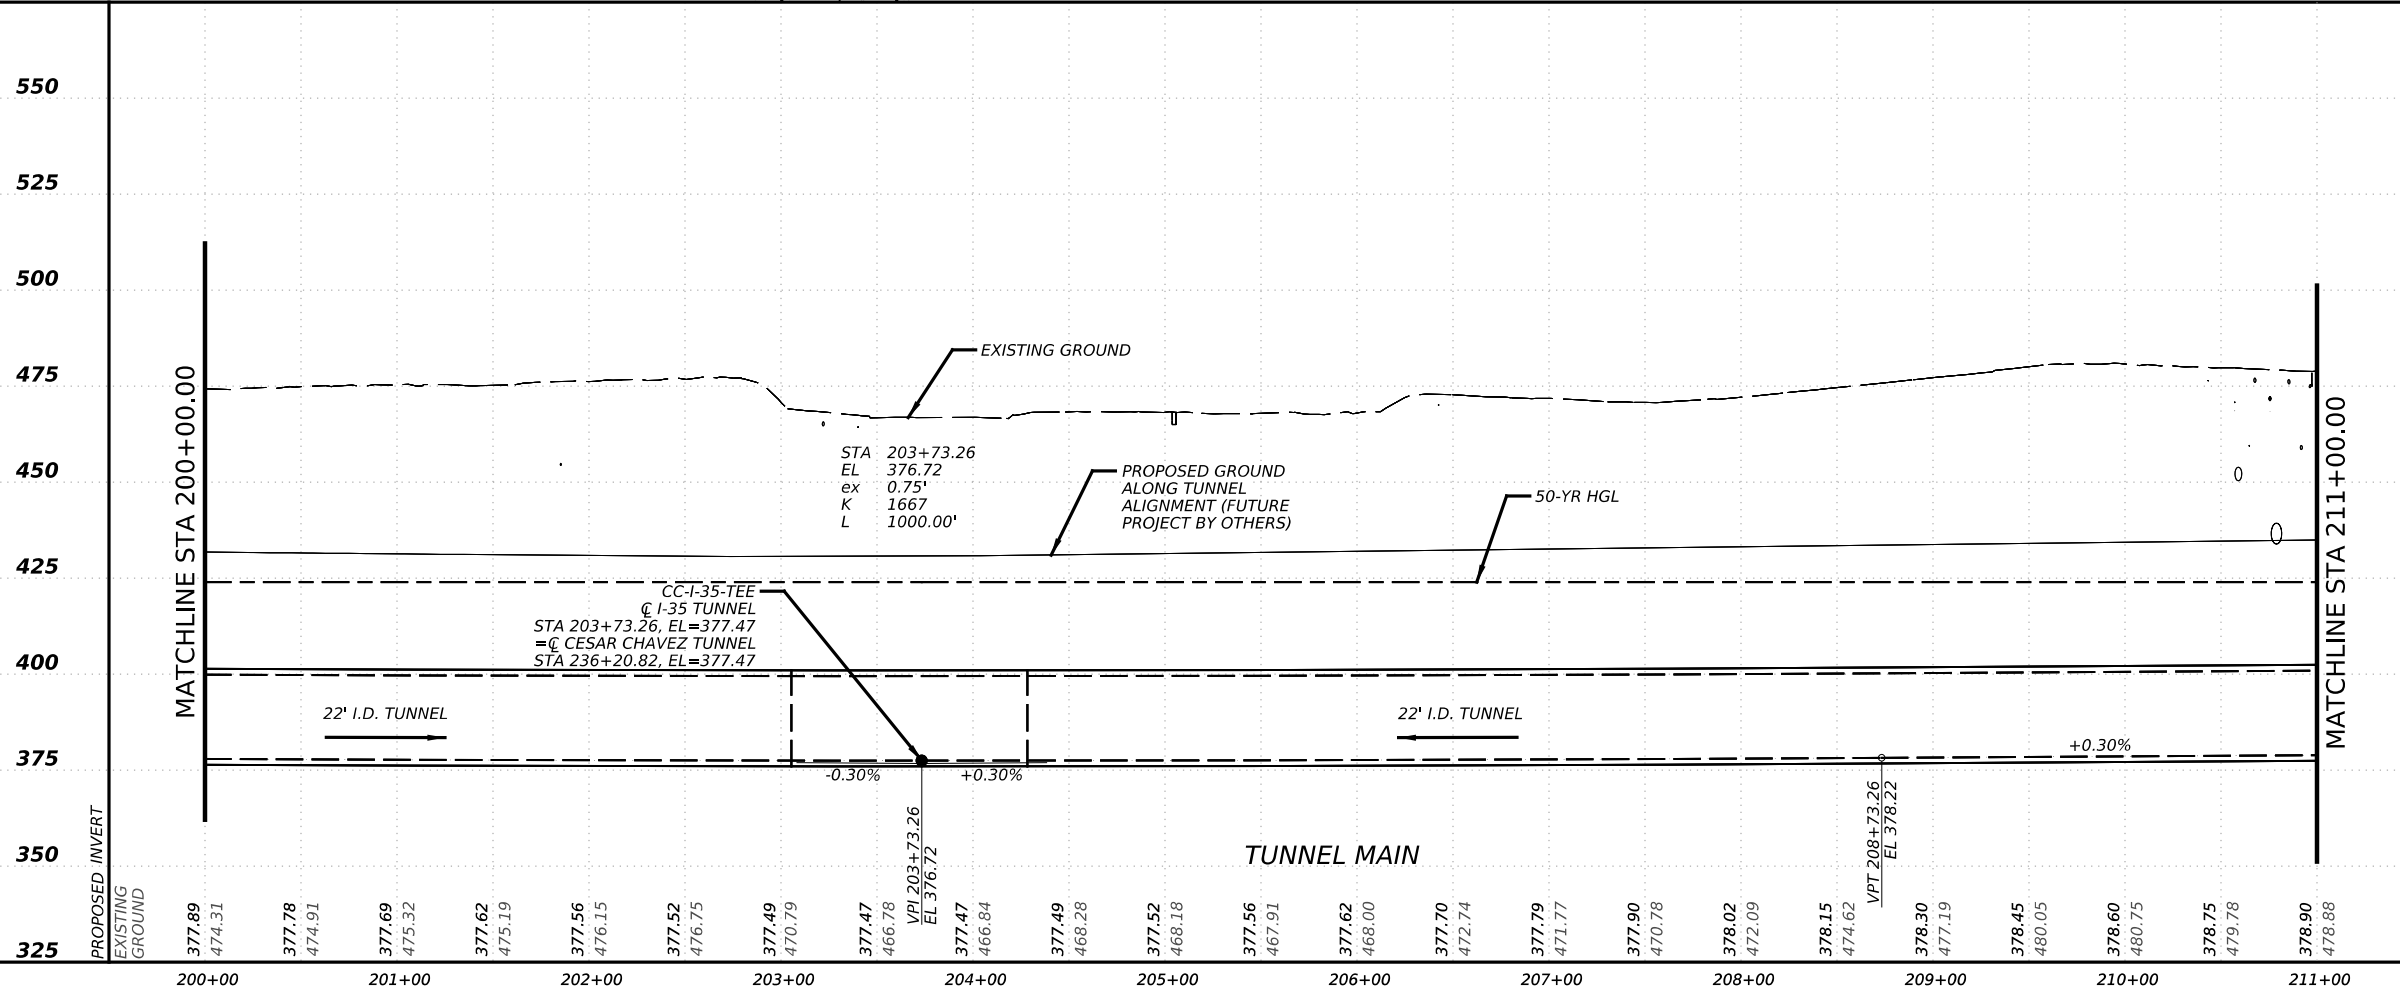 550
525
500
475
450
425
400
375
350
325
MATCHLINE STA 200+00.00
EXISTING GROUND
STA 203+73.26
EL 376.72
ex 0.75'
K 1667
L 1000.00'
PROPOSED GROUND
ALONG TUNNEL
ALIGNMENT (FUTURE
PROJECT BY OTHERS)
50-YR HGL
CC-I-35-TEE
℄ I-35 TUNNEL
STA 203+73.26, EL=377.47
=℄ CESAR CHAVEZ TUNNEL
STA 236+20.82, EL=377.47
22' I.D. TUNNEL
22' I.D. TUNNEL
-0.30%
+0.30%
+0.30%
VPI 203+73.26
EL 376.72
VPT 208+73.26
EL 378.22
TUNNEL MAIN
MATCHLINE STA 211+00.00
PROPOSED INVERT
EXISTING
GROUND
377.89
474.31
377.78
474.91
377.69
475.32
377.62
475.19
377.56
476.15
377.52
476.75
377.49
470.79
377.47
466.78
377.47
466.84
377.49
468.28
377.52
468.18
377.56
467.91
377.62
468.00
377.70
472.74
377.79
471.77
377.90
470.78
378.02
472.09
378.15
474.62
378.30
477.19
378.45
480.05
378.60
480.75
378.75
479.78
378.90
478.88
200+00 201+00 202+00 203+00 204+00 205+00 206+00 207+00 208+00 209+00 210+00 211+00